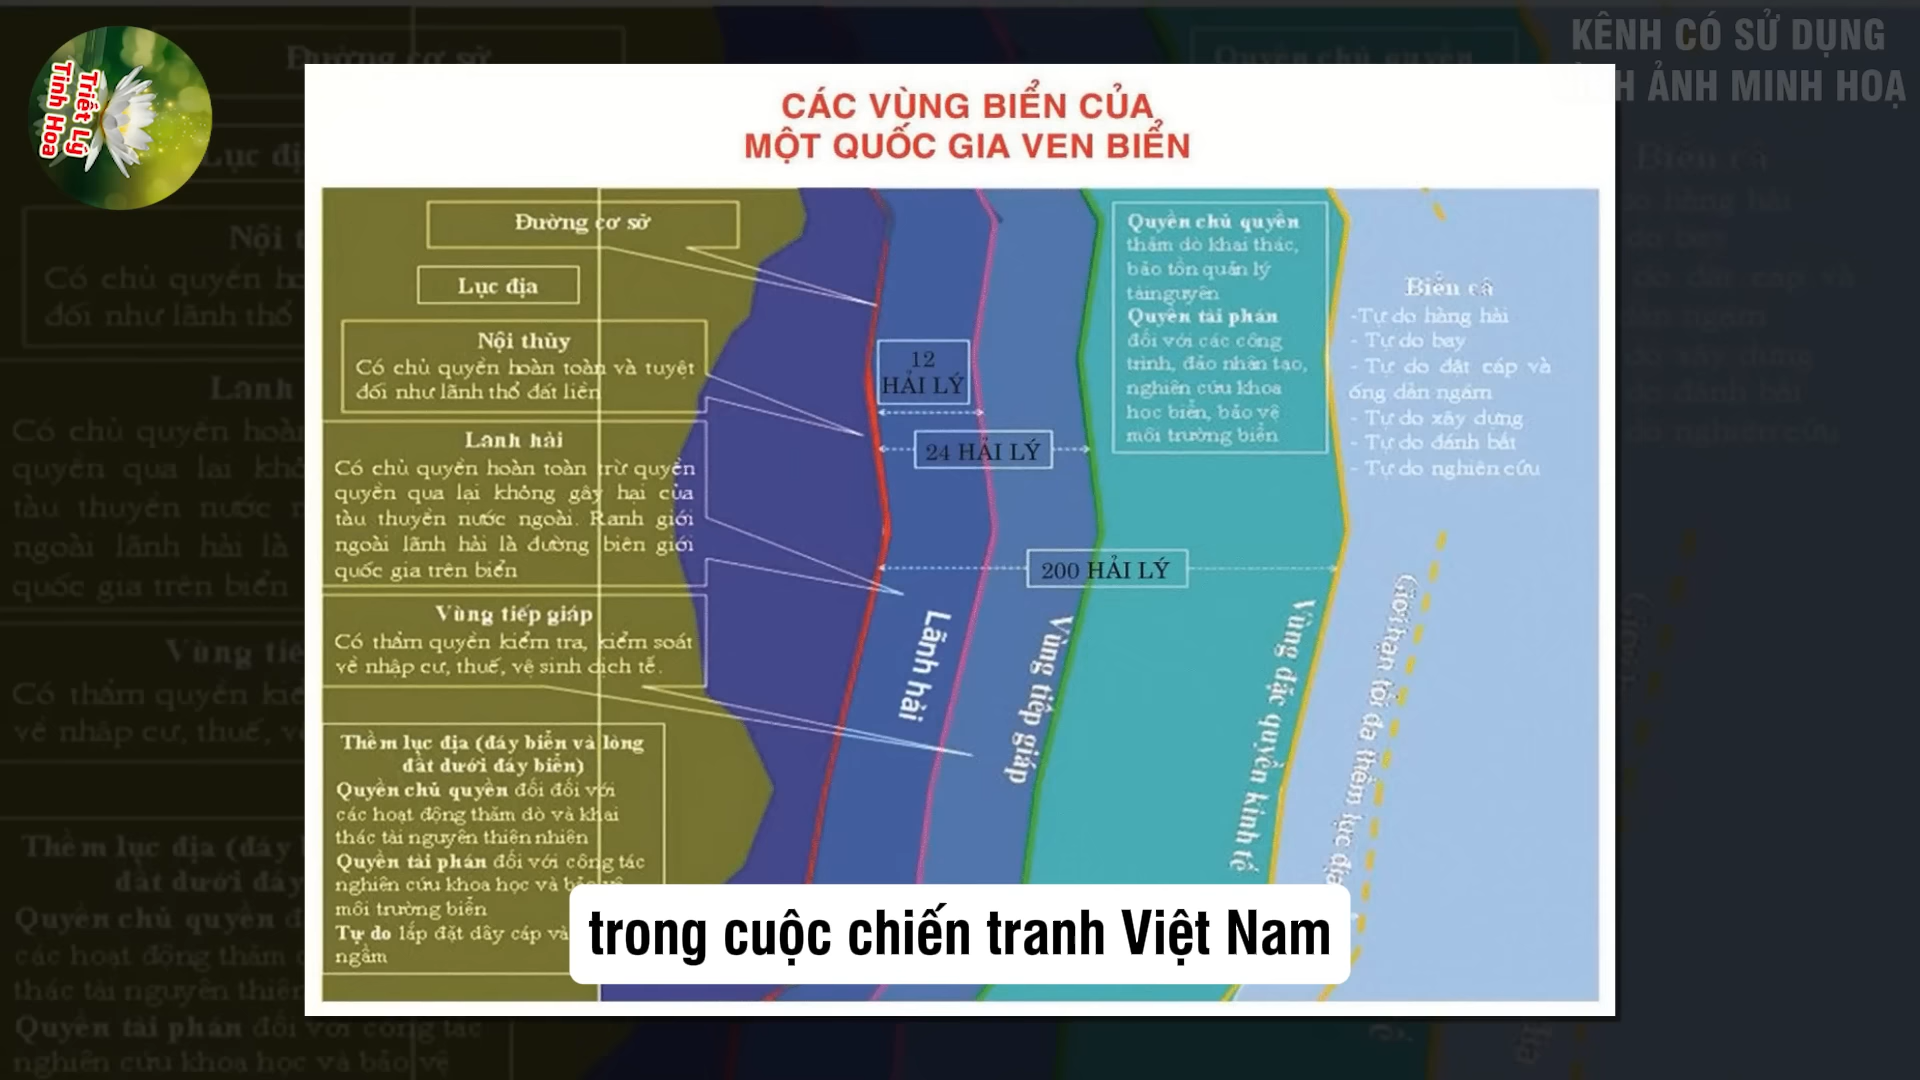 Triết Lý
Tinh Hoa
KÊNH CÓ SỬ DỤNG
ẢNH MINH HOẠ
CÁC VÙNG BIỂN CỦA
MỘT QUỐC GIA VEN BIỂN
Đường cơ sở
Lục địa
Nội thủy
Có chủ quyền hoàn toàn và tuyệt
đối như lãnh thổ đất liền
Lanh hải
Có chủ quyền hoàn toàn trừ quyền
quyền qua lại không gây hại của
tàu thuyền nước ngoài. Ranh giới
ngoài lãnh hải là đường biên giới
quốc gia trên biển
Vùng tiếp giáp
Có thẩm quyền kiểm tra, kiểm soát
về nhập cư, thuế, vệ sinh dịch tễ.
Thềm lục địa (đáy biển và lòng
đất dưới đáy biển)
Quyền chủ quyền đối đối với
các hoạt động thăm dò và khai
thác tài nguyên thiên nhiên
Quyền tài phán đối với công tác
nghiên cứu khoa học và bảo vệ
môi trường biển
Tự do lắp đặt dây cáp và
ngầm
12
HẢI LÝ
24 HẢI LÝ
200 HẢI LÝ
Lãnh hải
Vùng tiếp giáp
Vùng đặc quyền kinh tế
Giới hạn tối đa thềm lục địa
Quyền chủ quyền
thăm dò khai thác,
bảo tồn quản lý
tàinguyên
Quyền tài phán
đối với các công
trình, đảo nhân tạo,
nghiên cứu khoa
học biển, bảo vệ
môi trường biển
Biển cả
-Tự do hàng hải
- Tự do bay
- Tự do đặt cáp và
ống dẫn ngầm
- Tự do xây dựng
- Tự do đánh bắt
- Tự do nghiên cứu
trong cuộc chiến tranh Việt Nam